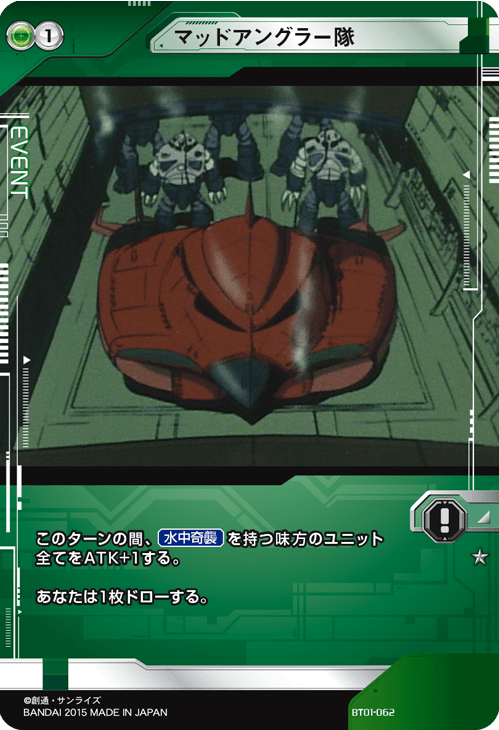 1
マッドアングラー隊
EVENT
このターンの間、水中奇襲を持つ味方のユニット
全てをATK+1する。
あなたは1枚ドローする。
©創通・サンライズ
BANDAI 2015 MADE IN JAPAN
BT01-062